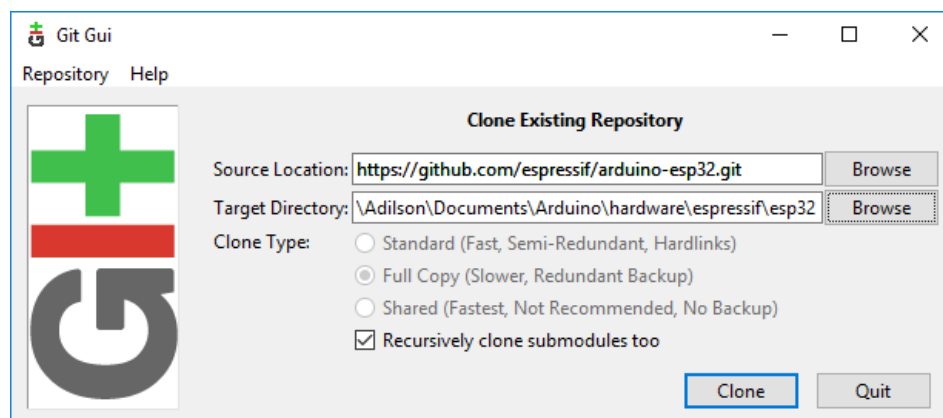 Git Gui
Repository Help
Clone Existing Repository
Source Location: https://github.com/espressif/arduino-esp32.git Browse
Target Directory: \Adilson\Documents\Arduino\hardware\espressif\esp32 Browse
Clone Type: Standard (Fast, Semi-Redundant, Hardlinks)
Full Copy (Slower, Redundant Backup)
Shared (Fastest, Not Recommended, No Backup)
Recursively clone submodules too
Clone Quit
GIt